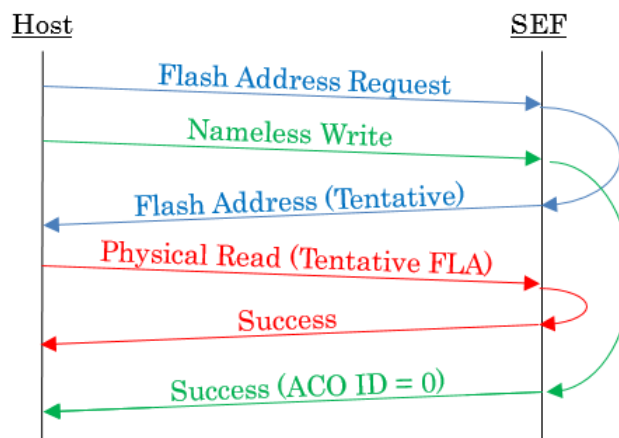 Host
SEF
Flash Address Request
Nameless Write
Flash Address (Tentative)
Physical Read (Tentative FLA)
Success
Success (ACO ID = 0)